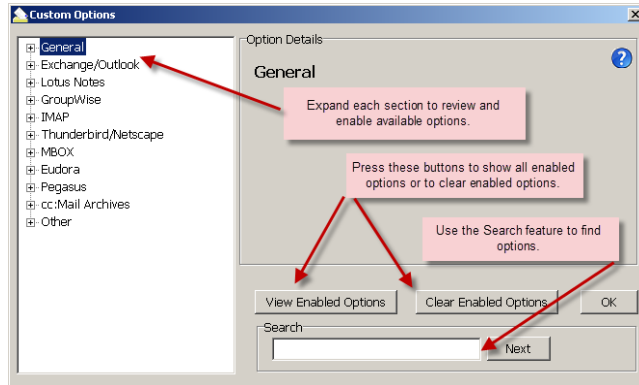 Custom Options
General
Exchange/Outlook
Lotus Notes
GroupWise
IMAP
Thunderbird/Netscape
MBOX
Eudora
Pegasus
cc:Mail Archives
Other
Option Details
General
Expand each section to review and
enable available options.
Press these buttons to show all enabled
options or to clear enabled options.
Use the Search feature to find
options.
View Enabled Options
Clear Enabled Options
OK
Search
Next